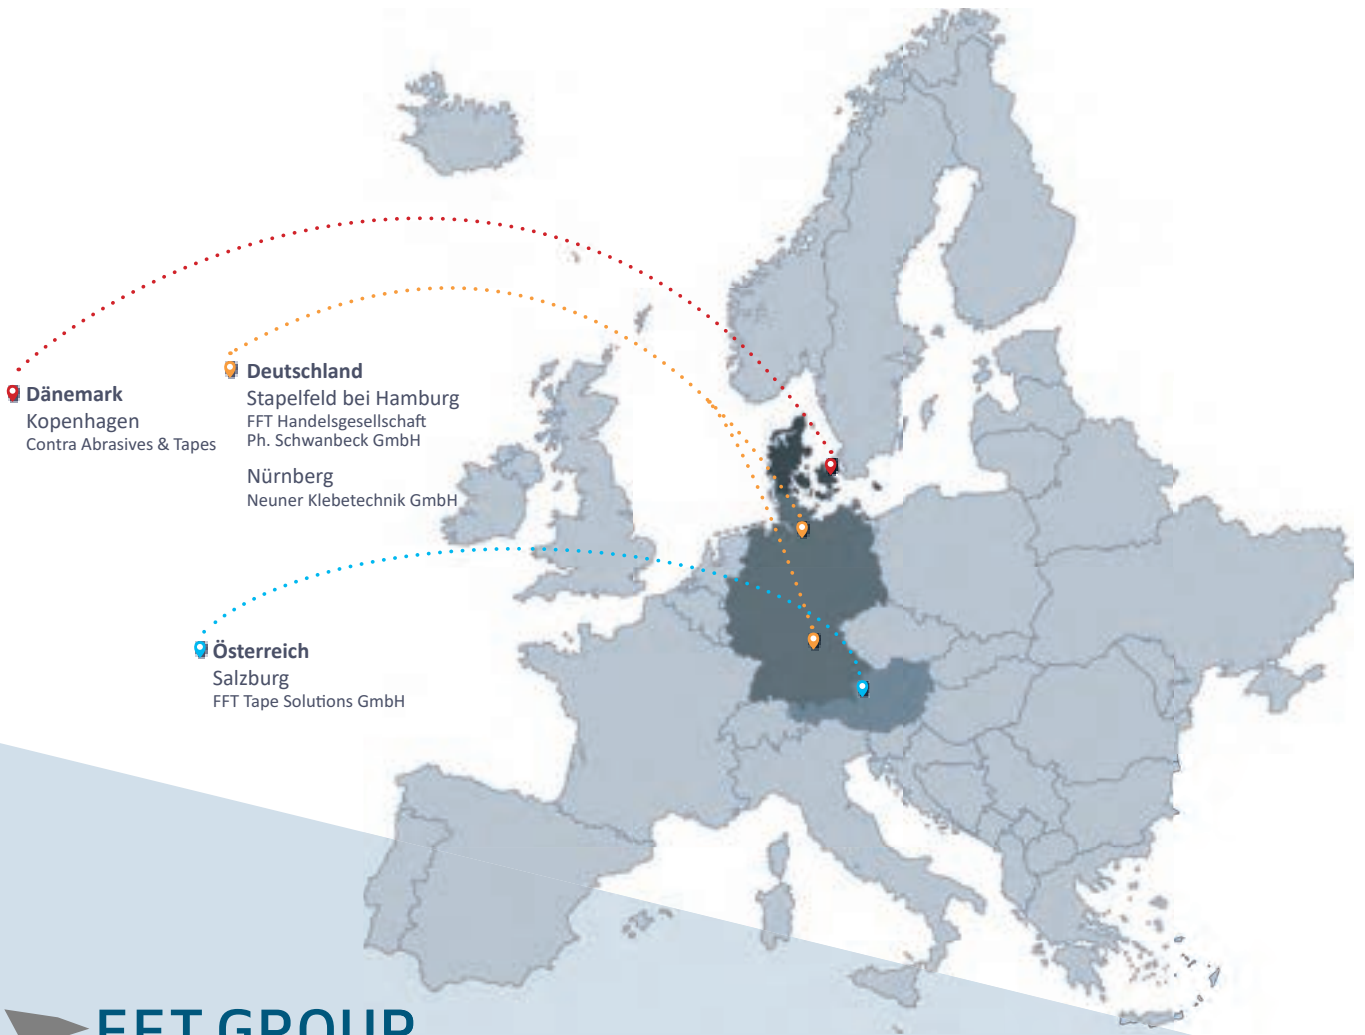 Dänemark
Kopenhagen
Contra Abrasives & Tapes
Deutschland
Stapelfeld bei Hamburg
FFT Handelsgesellschaft
Ph. Schwanbeck GmbH
Nürnberg
Neuner Klebetechnik GmbH
Österreich
Salzburg
FFT Tape Solutions GmbH
FFT GROUP